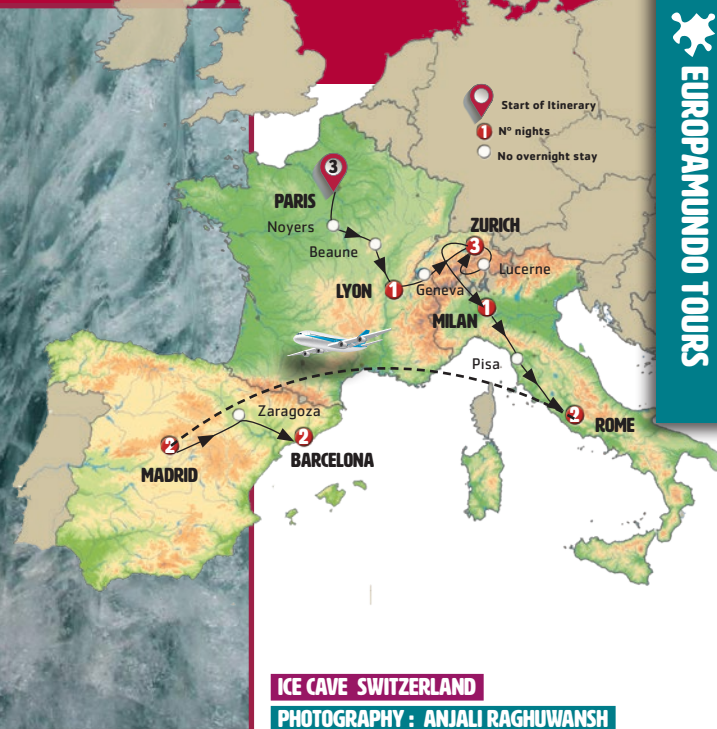 EUROPAMUNDO TOURS
Start of Itinerary
1 Nº nights
No overnight stay
3
PARIS
Noyers
Beaune
ZURICH
3
Lucerne
LYON
1
Geneva
MILAN
1
Pisa
ROME
Zaragoza
2
MADRID
2
BARCELONA
ICE CAVE SWITZERLAND
PHOTOGRAPHY : ANJALI RAGHUWANSH